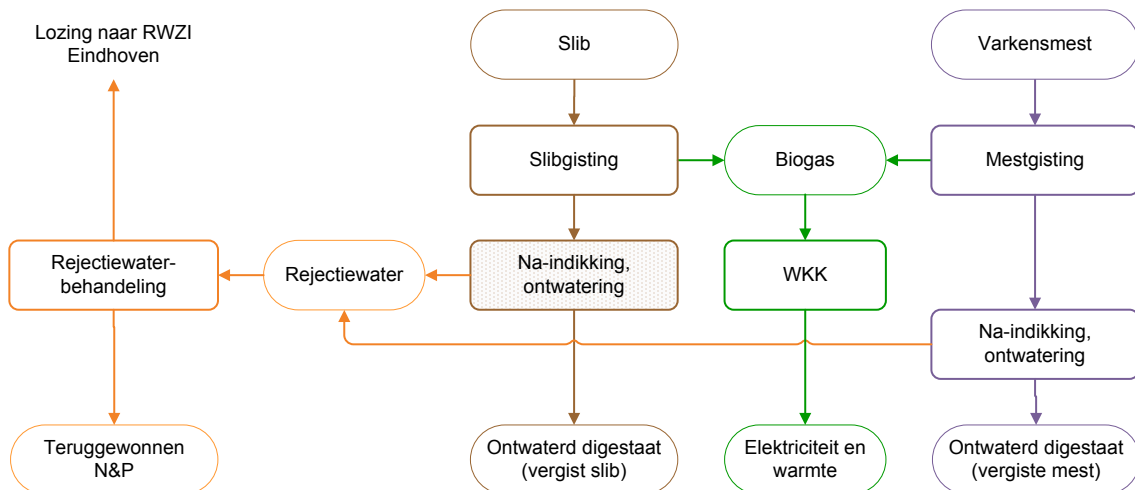 Lozing naar RWZI
Eindhoven
Slib
Varkensmest
Slibgisting
Biogas
Mestgisting
Rejectiewater-
behandeling
Rejectiewater
Na-indikking,
ontwatering
WKK
Na-indikking,
ontwatering
Teruggewonnen
N&P
Ontwaterd digestaat
(vergist slib)
Elektriciteit en
warmte
Ontwaterd digestaat
(vergiste mest)